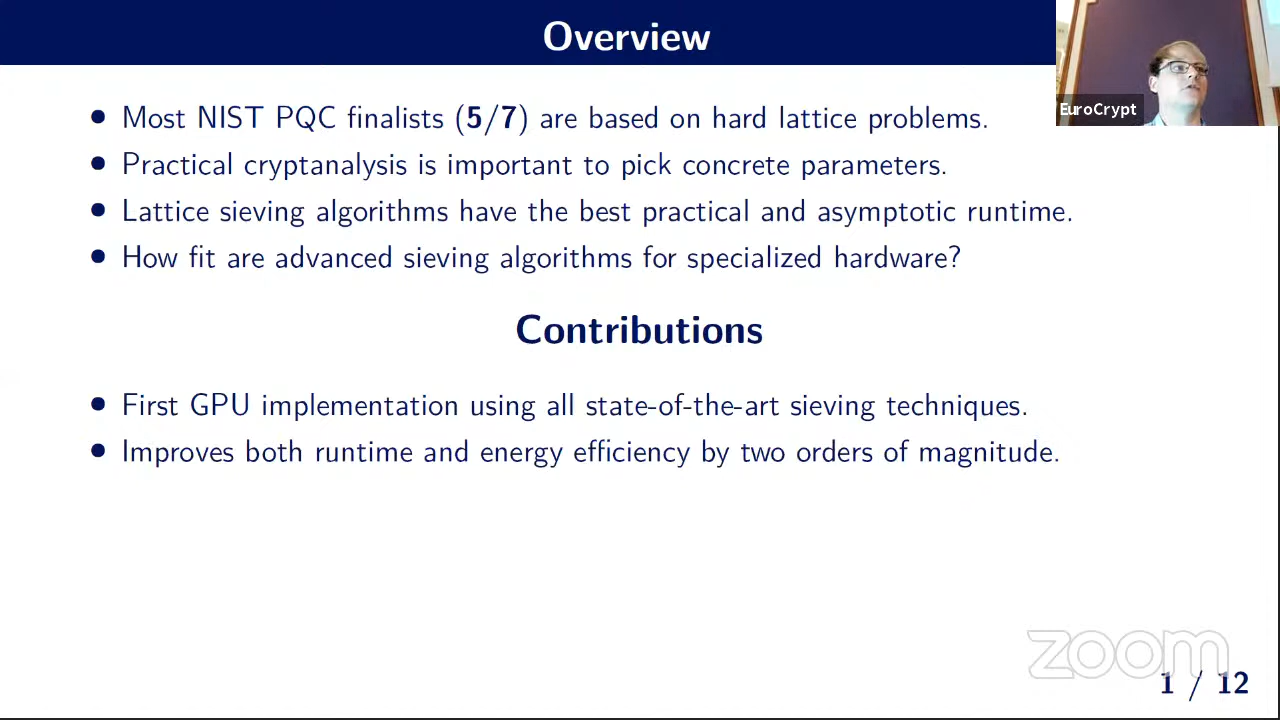 Overview
EuroCrypt
• Most NIST PQC finalists (5/7) are based on hard lattice problems.
• Practical cryptanalysis is important to pick concrete parameters.
• Lattice sieving algorithms have the best practical and asymptotic runtime.
• How fit are advanced sieving algorithms for specialized hardware?
Contributions
• First GPU implementation using all state-of-the-art sieving techniques.
• Improves both runtime and energy efficiency by two orders of magnitude.
zoom
1 / 12